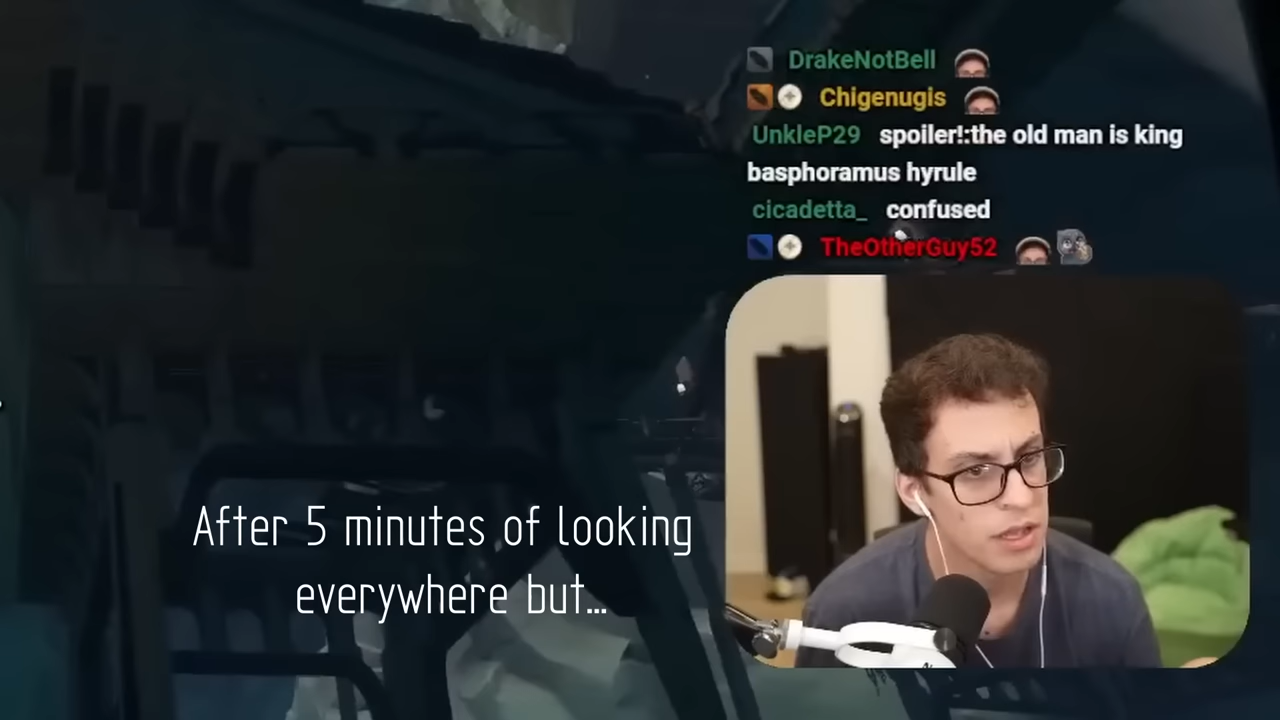 DrakeNotBell
Chigenugis
UnkleP29 spoiler!:the old man is king
basphoramus hyrule
cicadetta_ confused
TheOtherGuy52
After 5 minutes of looking
everywhere but...